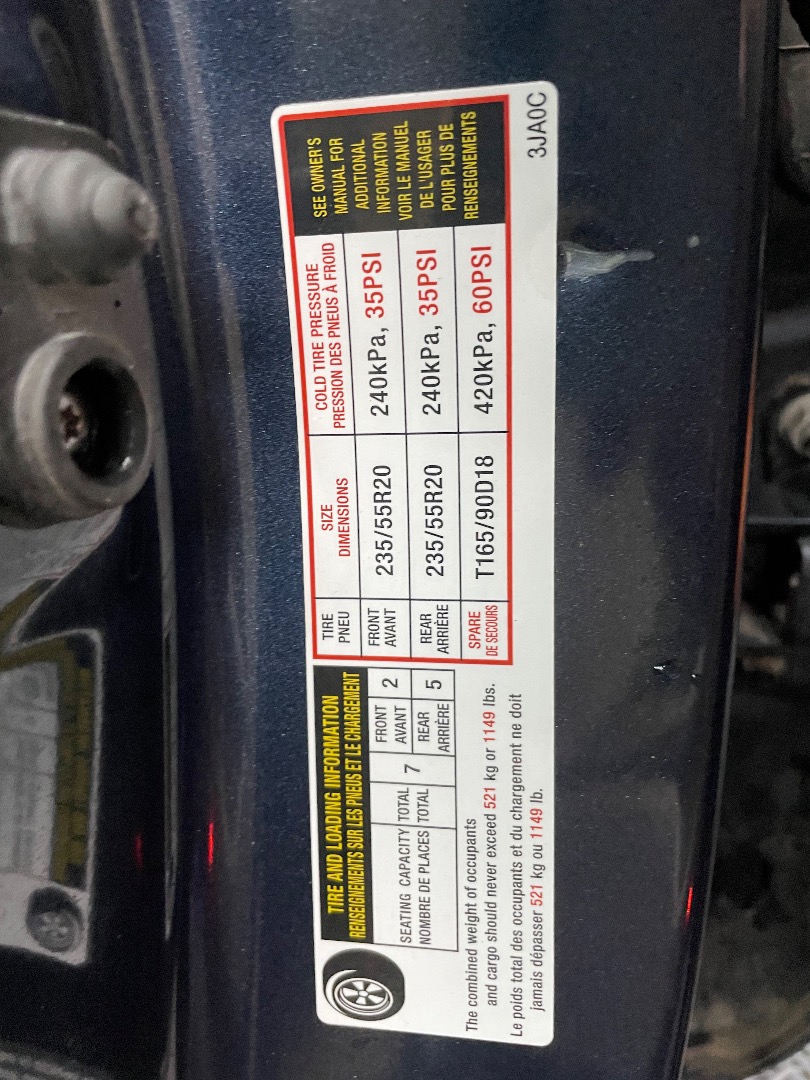 TIRE AND LOADING INFORMATION
RENSEIGNEMENTS SUR LES PNEUS ET LE CHARGEMENT
SEATING CAPACITY TOTAL 7 FRONT 2
NOMBRE DE PLACES TOTAL AVANT
REAR 5
ARRIÈRE
The combined weight of occupants
and cargo should never exceed 521 kg or 1149 lbs.
Le poids total des occupants et du chargement ne doit
jamais dépasser 521 kg ou 1149 lb.
TIRE SIZE COLD TIRE PRESSURE
PNEU DIMENSIONS PRESSION DES PNEUS À FROID
FRONT 235/55R20 240kPa, 35PSI
AVANT
REAR 235/55R20 240kPa, 35PSI
ARRIÈRE
SPARE T165/90D18 420kPa, 60PSI
DE SECOURS
SEE OWNER'S
MANUAL FOR
ADDITIONAL
INFORMATION
VOIR LE MANUEL
DE L'USAGER
POUR PLUS DE
RENSEIGNEMENTS
3JA0C